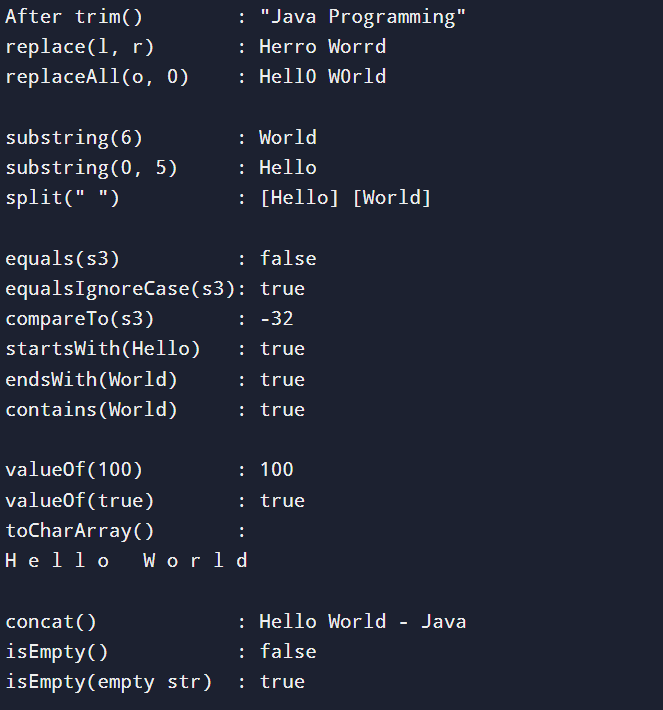 After trim()        : "Java Programming"
replace(l, r)       : Herro Worrd
replaceAll(o, 0)    : Hell0 W0rld
substring(6)        : World
substring(0, 5)     : Hello
split(" ")          : [Hello] [World]
equals(s3)          : false
equalsIgnoreCase(s3): true
compareTo(s3)       : -32
startsWith(Hello)   : true
endsWith(World)     : true
contains(World)     : true
valueOf(100)        : 100
valueOf(true)       : true
toCharArray()       :
H e l l o   W o r l d
concat()            : Hello World - Java
isEmpty()           : false
isEmpty(empty str)  : true